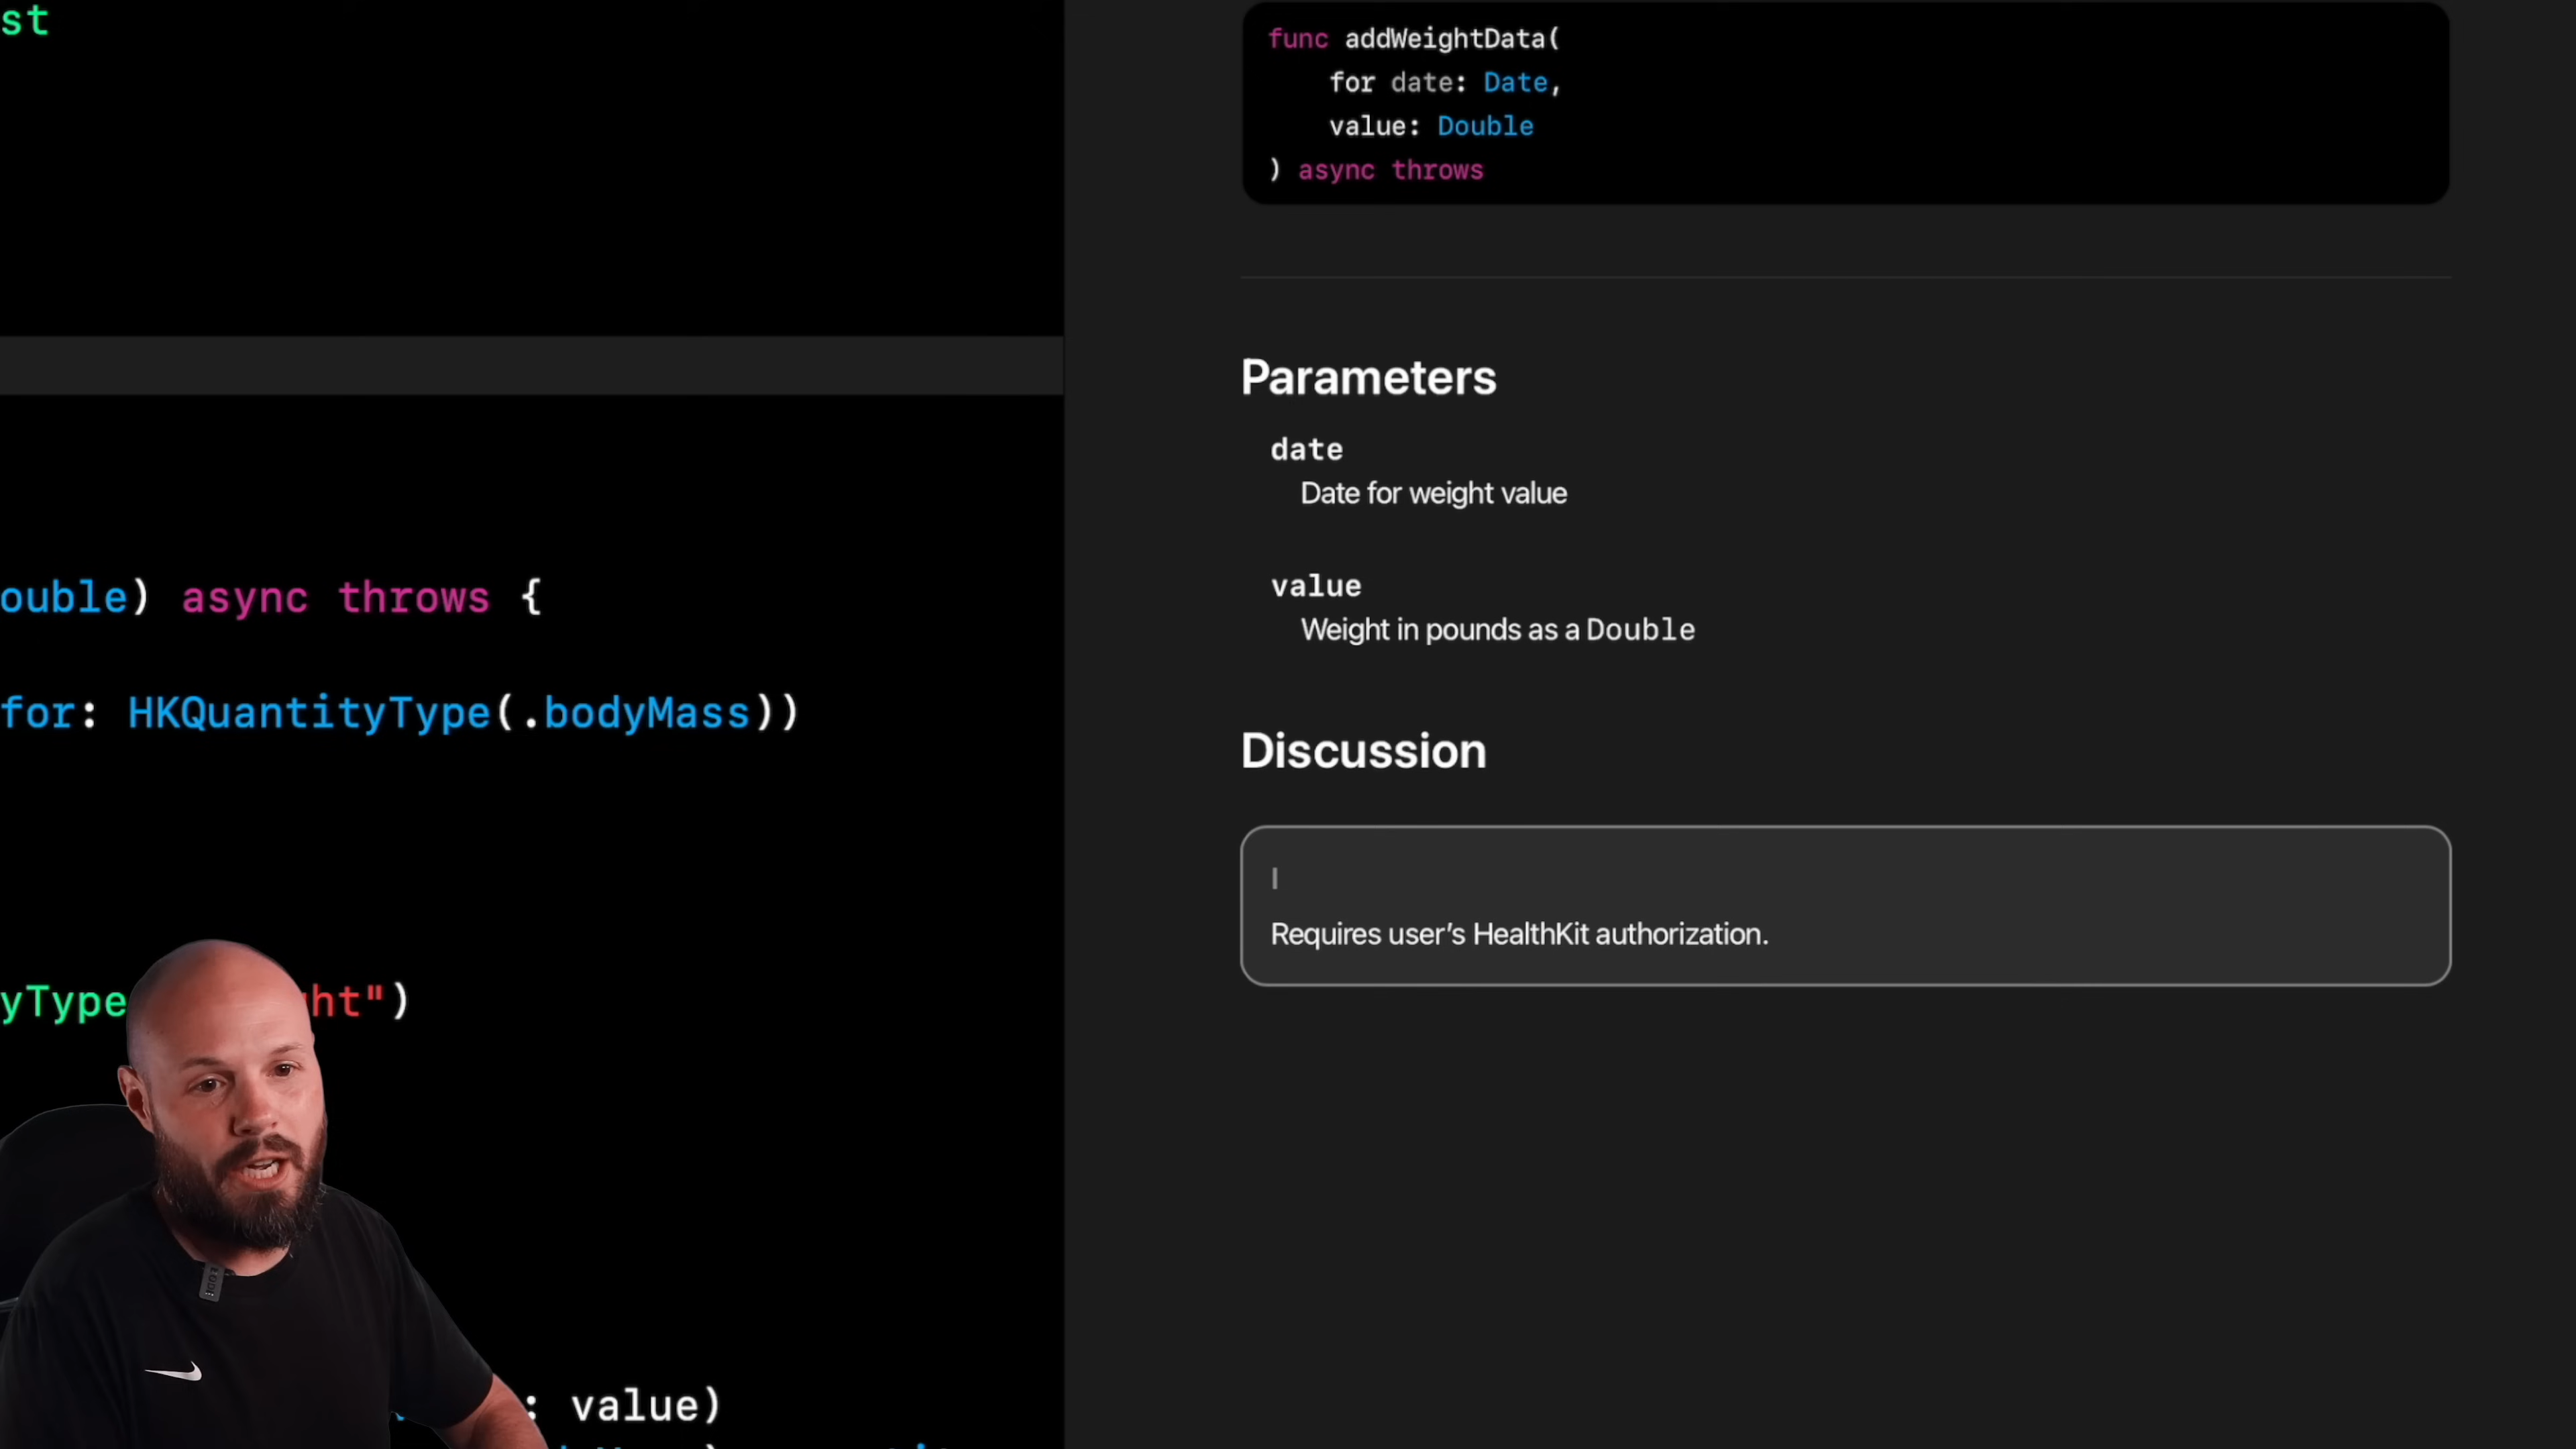 st
ouble) async throws {
for: HKQuantityType(.bodyMass))
yType
ht")
: value)
func addWeightData(
for date: Date,
value: Double
) async throws
Parameters
date
Date for weight value
value
Weight in pounds as a Double
Discussion
Requires user’s HealthKit authorization.